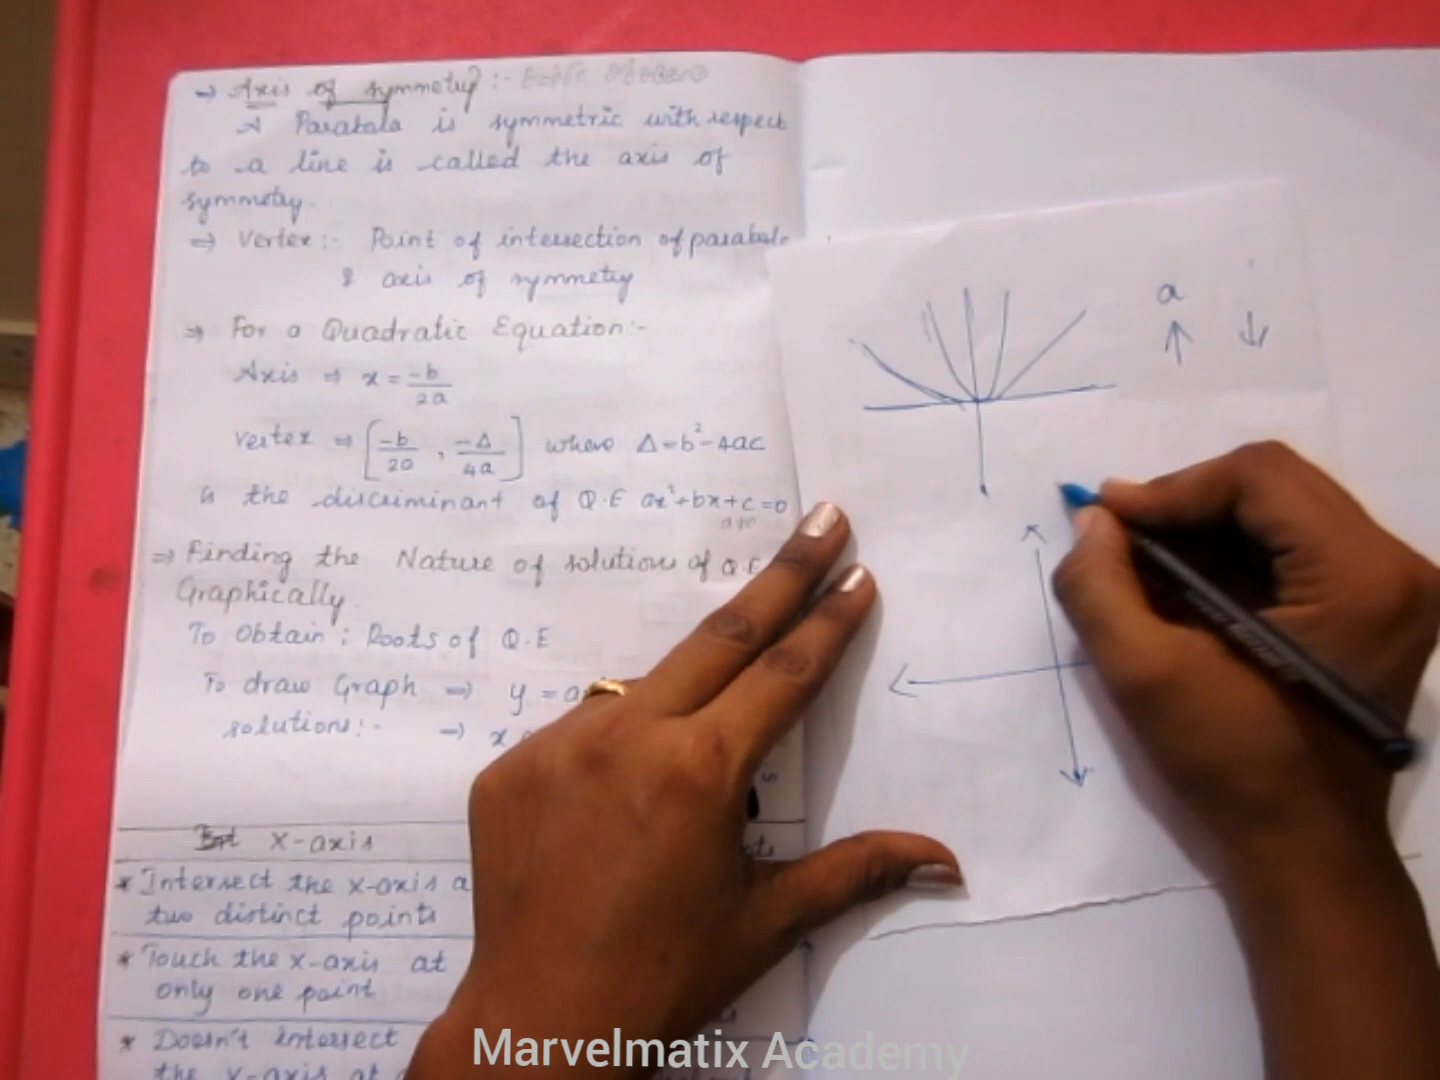 → Axis of symmetry :-
A Parabola is symmetric with respect
to a line is called the axis of
symmetry.
⇒ Vertex :- Point of intersection of parabola
& axis of symmetry
⇒ For a Quadratic Equation:-
Axis ⇒ x = -b/2a
Vertex ⇒ [-b/2a , -Δ/4a] where Δ = b²-4ac
is the discriminant of Q.E ax²+bx+c=0
a≠0
⇒ Finding the Nature of solution of Q.E
Graphically
To Obtain : Roots of Q.E
To draw Graph ⇒ y = a
solutions:- → x
X-axis
* Intersect the X-axis a
two distinct points
* Touch the X-axis at
only one point
* Doesn't intersect
the X-axis at
a
Marvelmatix Academy